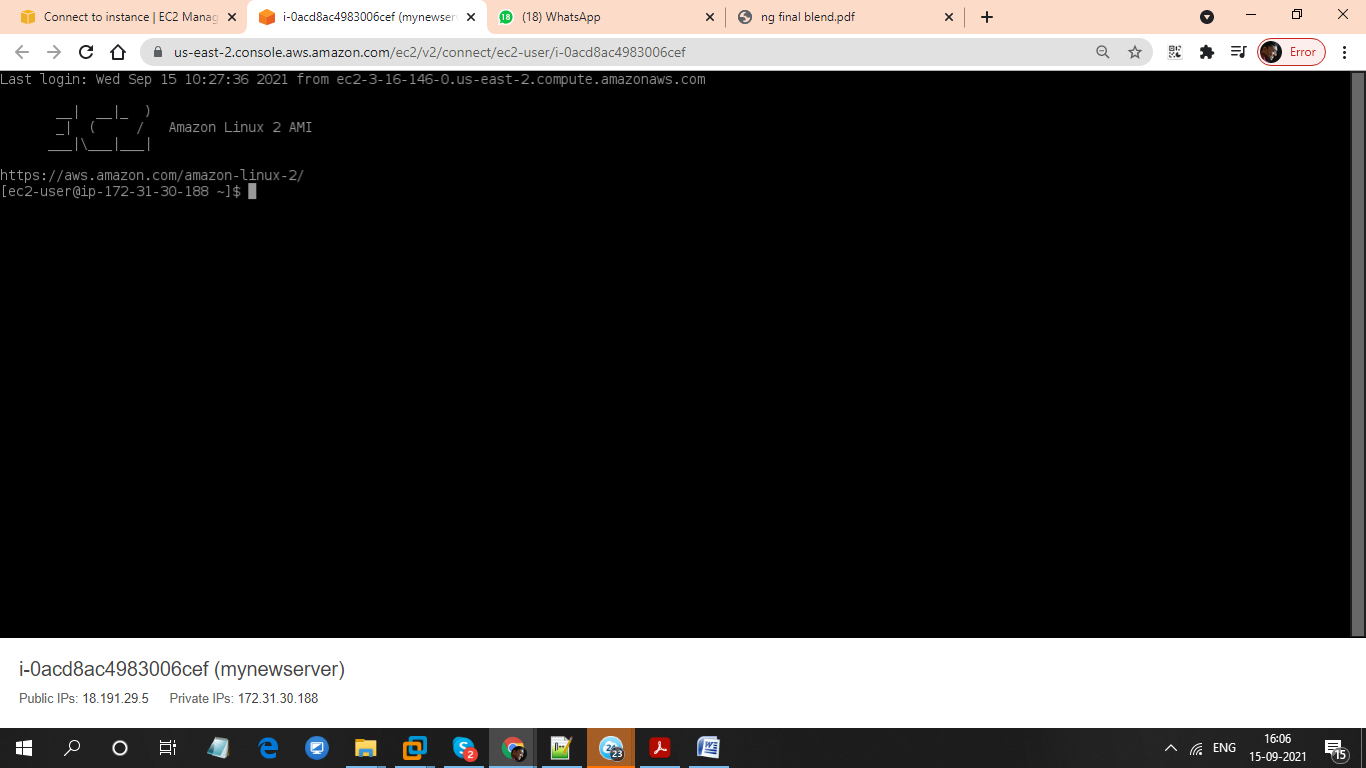 Connect to instance | EC2 Manag
i-0acd8ac4983006cef (mynewser
18
(18) WhatsApp
ng final blend.pdf
us-east-2.console.aws.amazon.com/ec2/v2/connect/ec2-user/i-0acd8ac4983006cef
Error
Last login: Wed Sep 15 10:27:36 2021 from ec2-3-16-146-0.us-east-2.compute.amazonaws.com
__| __|_ )
_| ( / Amazon Linux 2 AMI
___|\___|___|
https://aws.amazon.com/amazon-linux-2/
[ec2-user@ip-172-31-30-188 ~]$
i-0acd8ac4983006cef (mynewserver)
Public IPs: 18.191.29.5 Private IPs: 172.31.30.188
2
23
ENG
16:06
15-09-2021
15